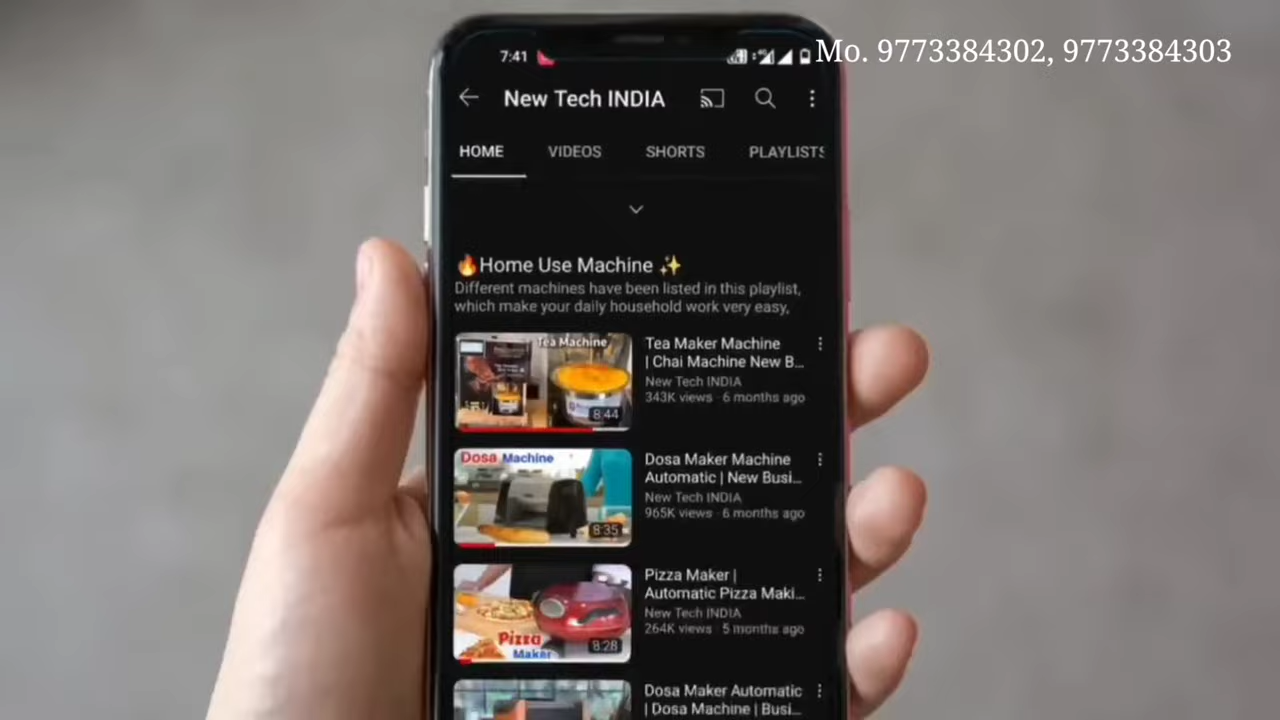 Mo. 9773384302, 9773384303
7:41
New Tech INDIA
HOME VIDEOS SHORTS PLAYLISTS
🔥Home Use Machine ✨
Different machines have been listed in this playlist,
which make your daily household work very easy,
Tea Machine
8:44
Tea Maker Machine
| Chai Machine New B...
New Tech INDIA
343K views · 6 months ago
Dosa Machine
8:35
Dosa Maker Machine
Automatic | New Busi...
New Tech INDIA
965K views · 6 months ago
Pizza
Maker
8:28
Pizza Maker |
Automatic Pizza Maki...
New Tech INDIA
264K views · 5 months ago
Dosa Maker Automatic
| Dosa Machine | Busi...